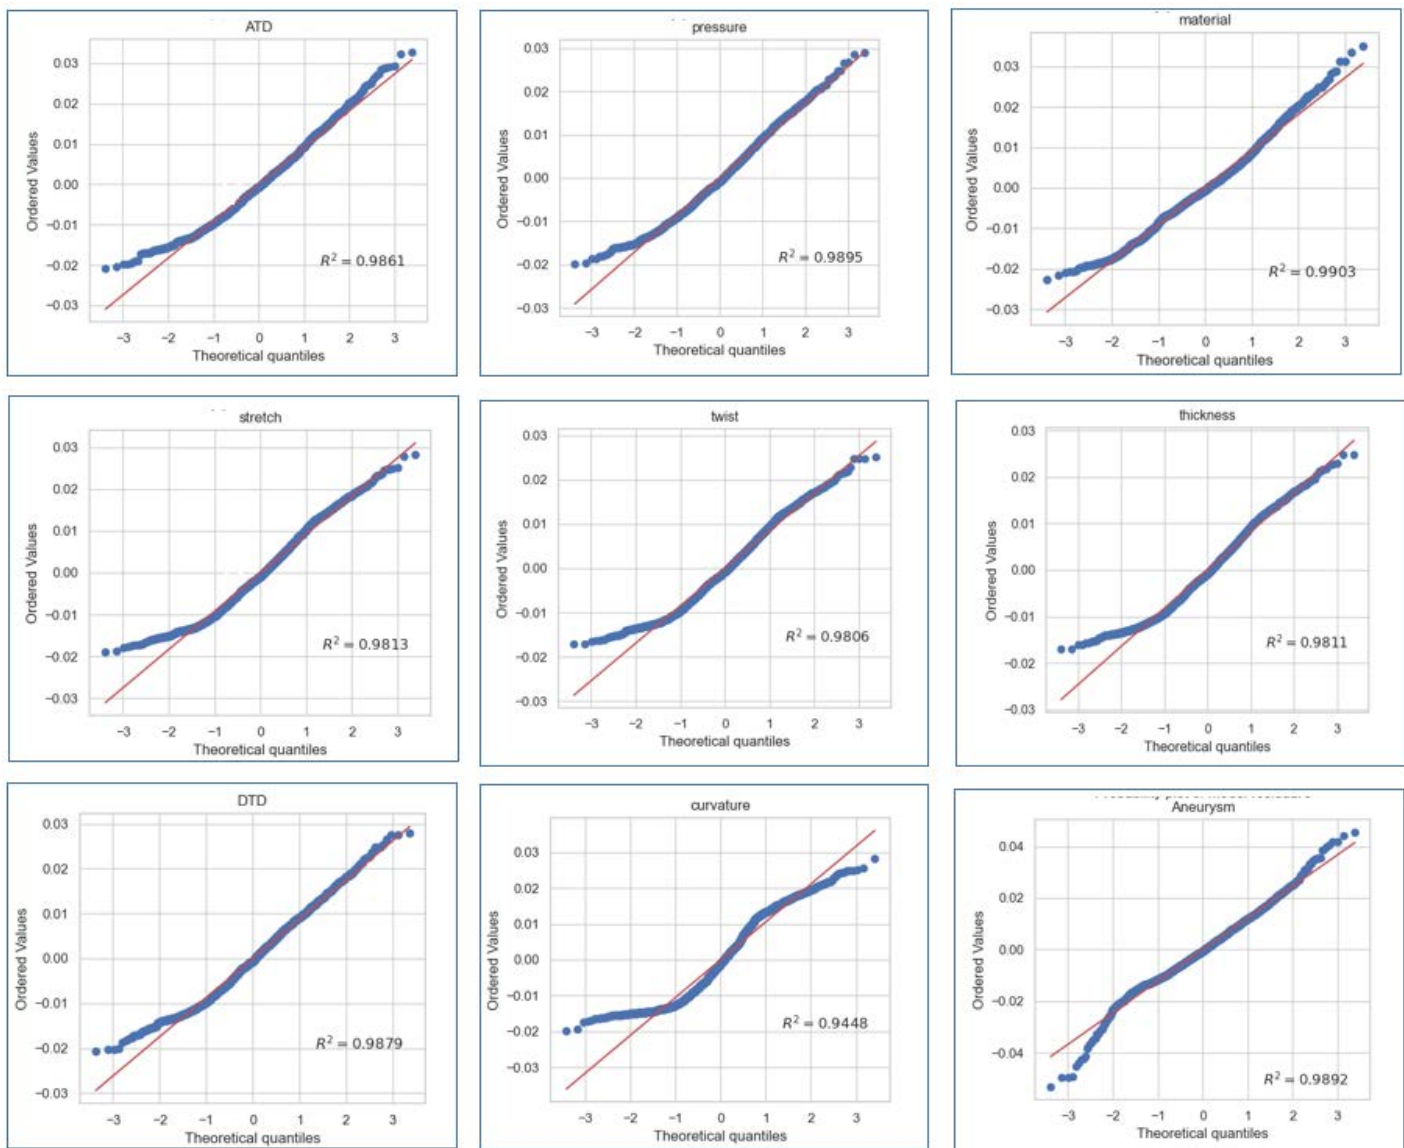 ATD
0.03
0.02
0.01
0.00
−0.01
−0.02
−0.03
Ordered Values
R² = 0.9861
−3 −2 −1 0 1 2 3
Theoretical quantiles
pressure
0.03
0.02
0.01
0.00
−0.01
−0.02
−0.03
Ordered Values
R² = 0.9895
−3 −2 −1 0 1 2 3
Theoretical quantiles
material
0.03
0.02
0.01
0.00
−0.01
−0.02
−0.03
Ordered Values
R² = 0.9903
−3 −2 −1 0 1 2 3
Theoretical quantiles
stretch
0.03
0.02
0.01
0.00
−0.01
−0.02
−0.03
Ordered Values
R² = 0.9813
−3 −2 −1 0 1 2 3
Theoretical quantiles
twist
0.03
0.02
0.01
0.00
−0.01
−0.02
−0.03
Ordered Values
R² = 0.9806
−3 −2 −1 0 1 2 3
Theoretical quantiles
thickness
0.03
0.02
0.01
0.00
−0.01
−0.02
−0.03
Ordered Values
R² = 0.9811
−3 −2 −1 0 1 2 3
Theoretical quantiles
DTD
0.03
0.02
0.01
0.00
−0.01
−0.02
−0.03
Ordered Values
R² = 0.9879
−3 −2 −1 0 1 2 3
Theoretical quantiles
curvature
0.03
0.02
0.01
0.00
−0.01
−0.02
−0.03
Ordered Values
R² = 0.9448
−3 −2 −1 0 1 2 3
Theoretical quantiles
Aneurysm
0.04
0.02
0.00
−0.02
−0.04
Ordered Values
R² = 0.9892
−3 −2 −1 0 1 2 3
Theoretical quantiles